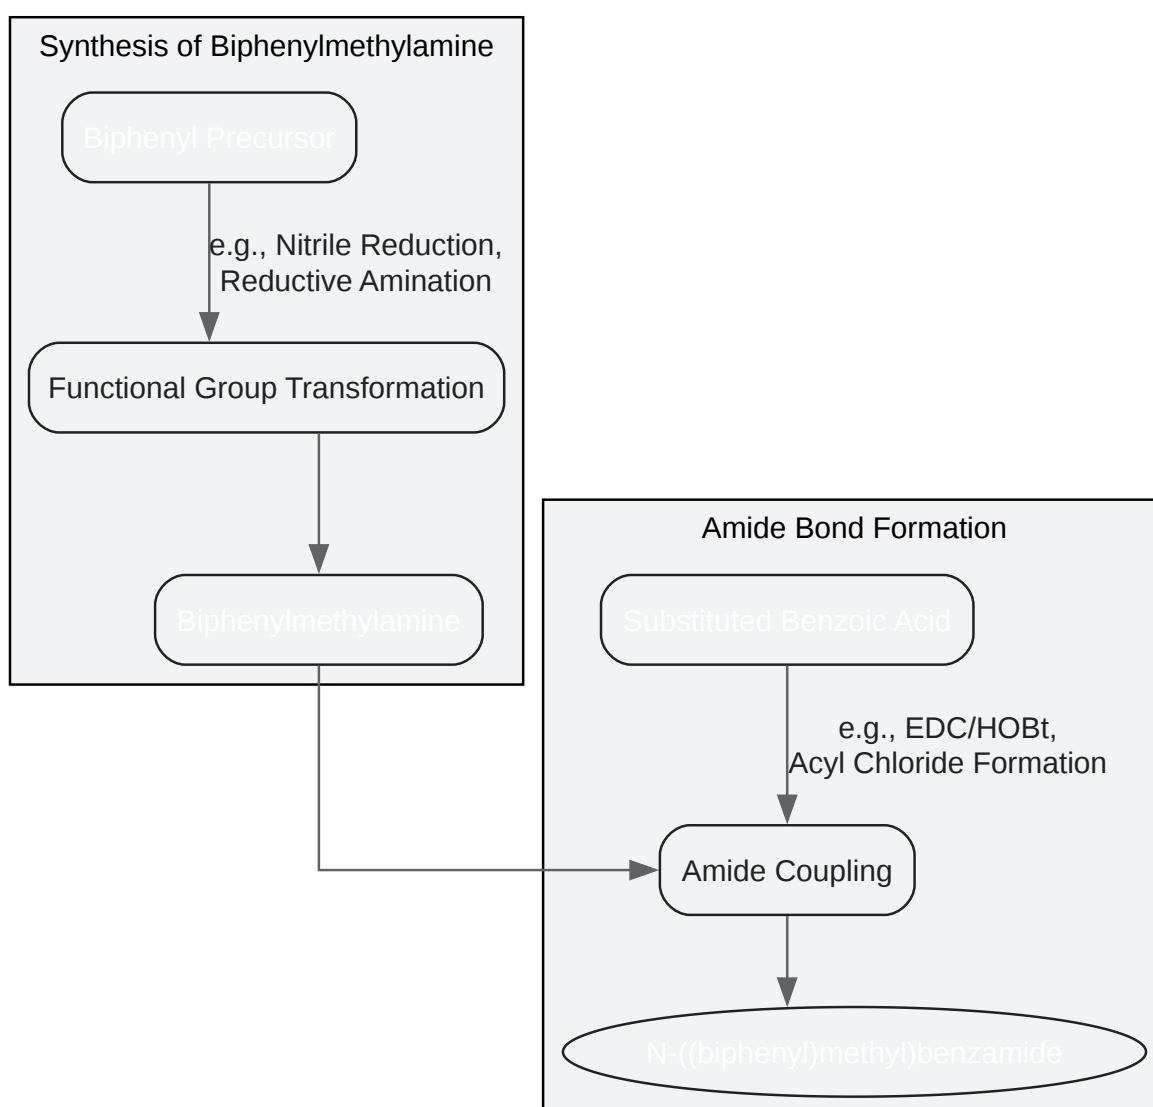 Synthesis of Biphenylmethylamine
Biphenyl Precursor
e.g., Nitrile Reduction,
Reductive Amination
Functional Group Transformation
Biphenylmethylamine
Amide Bond Formation
Substituted Benzoic Acid
e.g., EDC/HOBt,
Acyl Chloride Formation
Amide Coupling
N-((biphenyl)methyl)benzamide